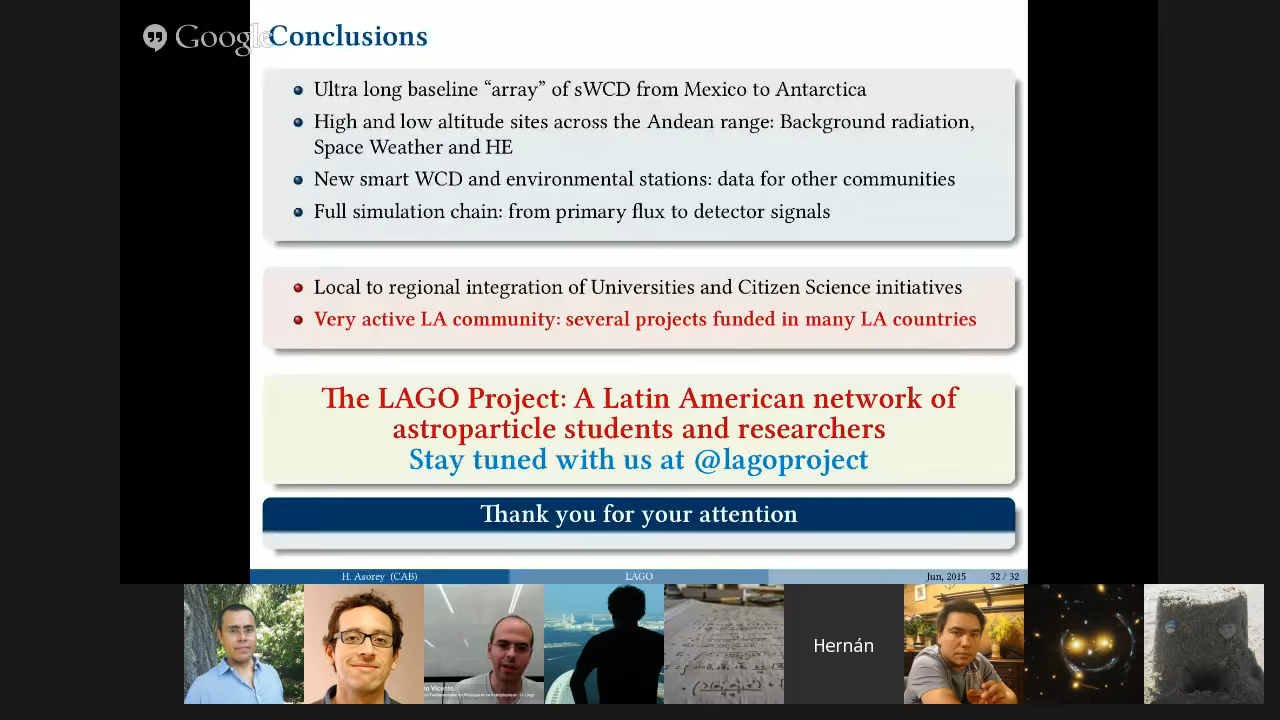 Google
Conclusions
Ultra long baseline “array” of sWCD from Mexico to Antarctica
High and low altitude sites across the Andean range: Background radiation,
Space Weather and HE
New smart WCD and environmental stations: data for other communities
Full simulation chain: from primary flux to detector signals
Local to regional integration of Universities and Citizen Science initiatives
Very active LA community: several projects funded in many LA countries
The LAGO Project: A Latin American network of
astroparticle students and researchers
Stay tuned with us at @lagoproject
Thank you for your attention
H. Asorey (CAB) LAGO Jun, 2015 32 / 32
Hernán